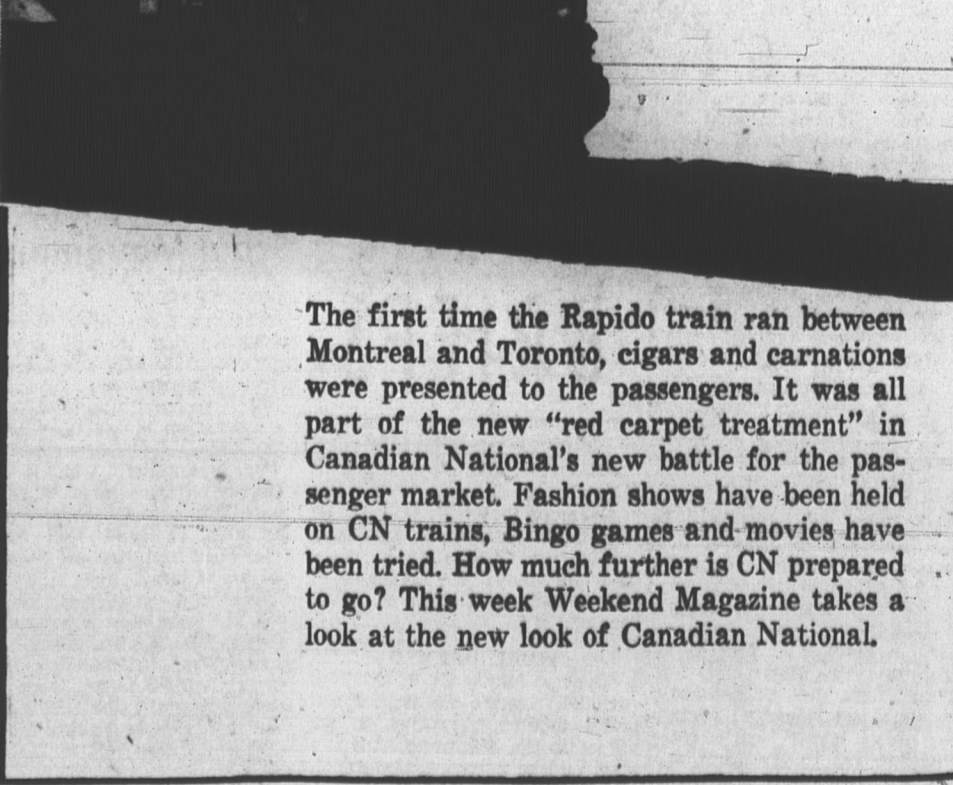 The first time the Rapido train ran between
Montreal and Toronto, cigars and carnations
were presented to the passengers. It was all
part of the new "red carpet treatment" in
Canadian National's new battle for the pas-
senger market. Fashion shows have been held
on CN trains, Bingo games and movies have
been tried. How much further is CN prepared
to go? This week Weekend Magazine takes a
look at the new look of Canadian National.